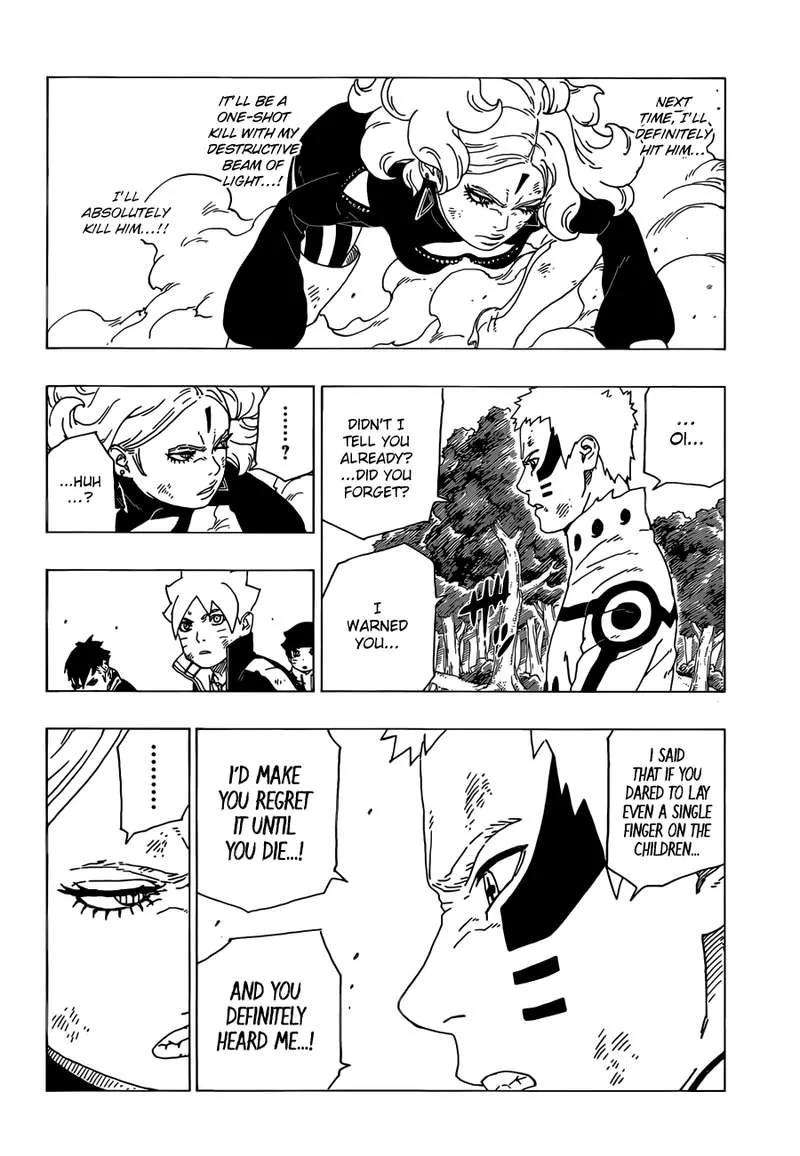 NEXT
TIME, I'LL
DEFINITELY
HIT HIM...
IT'LL BE A
ONE-SHOT
KILL WITH MY
DESTRUCTIVE
BEAM OF
LIGHT...!
I'LL
ABSOLUTELY
KILL HIM...!!
...
OI...
DIDN'T I
TELL YOU
ALREADY?
...DID YOU
FORGET?
I
WARNED
YOU...
......?
...HUH
...?
I SAID
THAT IF YOU
DARED TO LAY
EVEN A SINGLE
FINGER ON THE
CHILDREN...
I'D MAKE
YOU REGRET
IT UNTIL
YOU DIE...!
AND YOU
DEFINITELY
HEARD ME...!
........